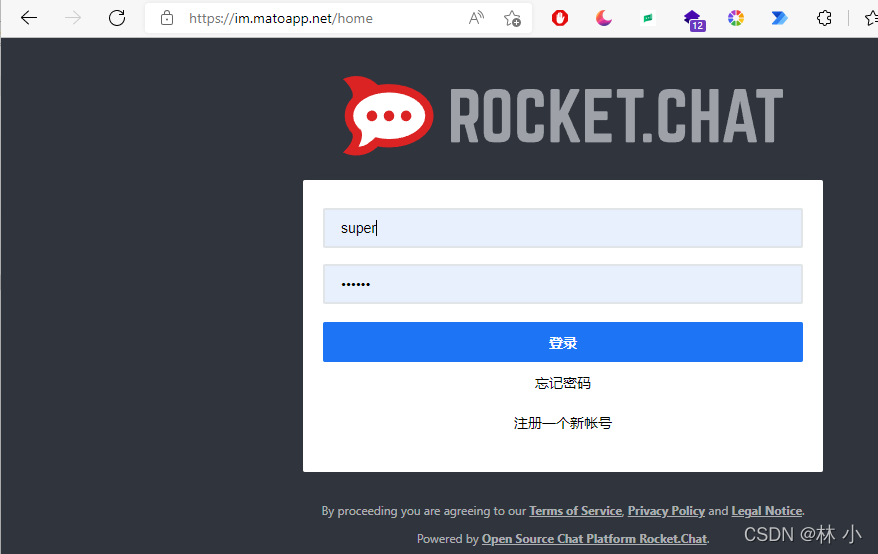 https://im.matoapp.net/home
12
ROCKET.CHAT
super
••••••
登录
忘记密码
注册一个新帐号
By proceeding you are agreeing to our Terms of Service, Privacy Policy and Legal Notice.
Powered by Open Source Chat Platform Rocket.Chat.
CSDN @林 小